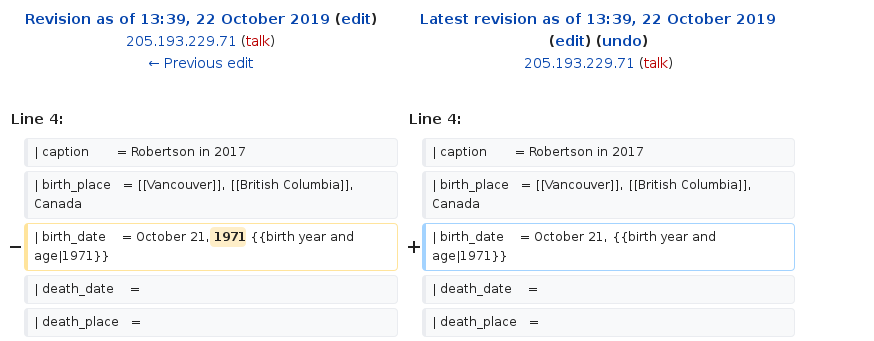 Revision as of 13:39, 22 October 2019 (edit)
205.193.229.71 (talk)
← Previous edit
Latest revision as of 13:39, 22 October 2019
(edit) (undo)
205.193.229.71 (talk)
Line 4:
Line 4:
| caption = Robertson in 2017
| caption = Robertson in 2017
| birth_place = [[Vancouver]], [[British Columbia]],
Canada
| birth_place = [[Vancouver]], [[British Columbia]],
Canada
− | birth_date = October 21, 1971 {{birth year and
age|1971}}
+ | birth_date = October 21, {{birth year and
age|1971}}
| death_date =
| death_date =
| death_place =
| death_place =